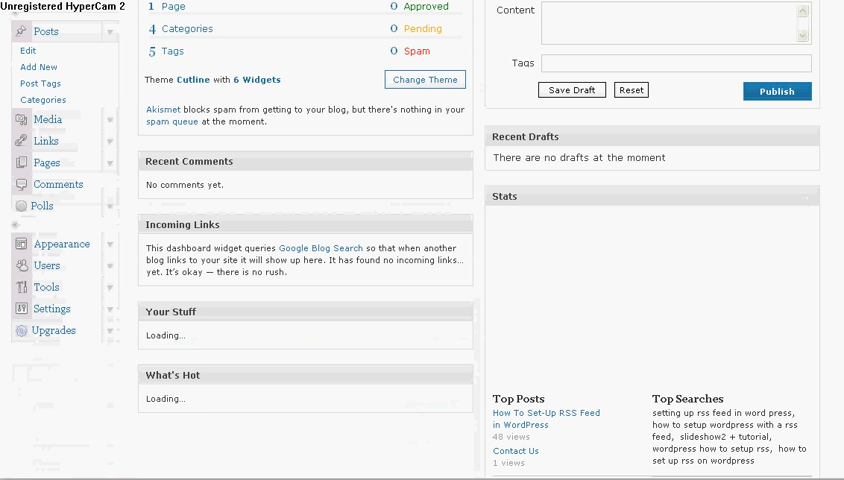 Unregistered HyperCam 2
Posts
Edit
Add New
Post Tags
Categories
Media
Links
Pages
Comments
Polls
Appearance
Users
Tools
Settings
Upgrades
1 Page 0 Approved
4 Categories 0 Pending
5 Tags 0 Spam
Theme Cutline with 6 Widgets
Change Theme
Akismet blocks spam from getting to your blog, but there's nothing in your
spam queue at the moment.
Recent Comments
No comments yet.
Incoming Links
This dashboard widget queries Google Blog Search so that when another
blog links to your site it will show up here. It has found no incoming links…
yet. It's okay — there is no rush.
Your Stuff
Loading...
What's Hot
Loading...
Content
Tags
Save Draft
Reset
Publish
Recent Drafts
There are no drafts at the moment
Stats
Top Posts
How To Set-Up RSS Feed
in WordPress
48 views
Contact Us
1 views
Top Searches
setting up rss feed in word press,
how to setup wordpress with a rss
feed, slideshow2 + tutorial,
wordpress how to setup rss, how to
set up rss on wordpress